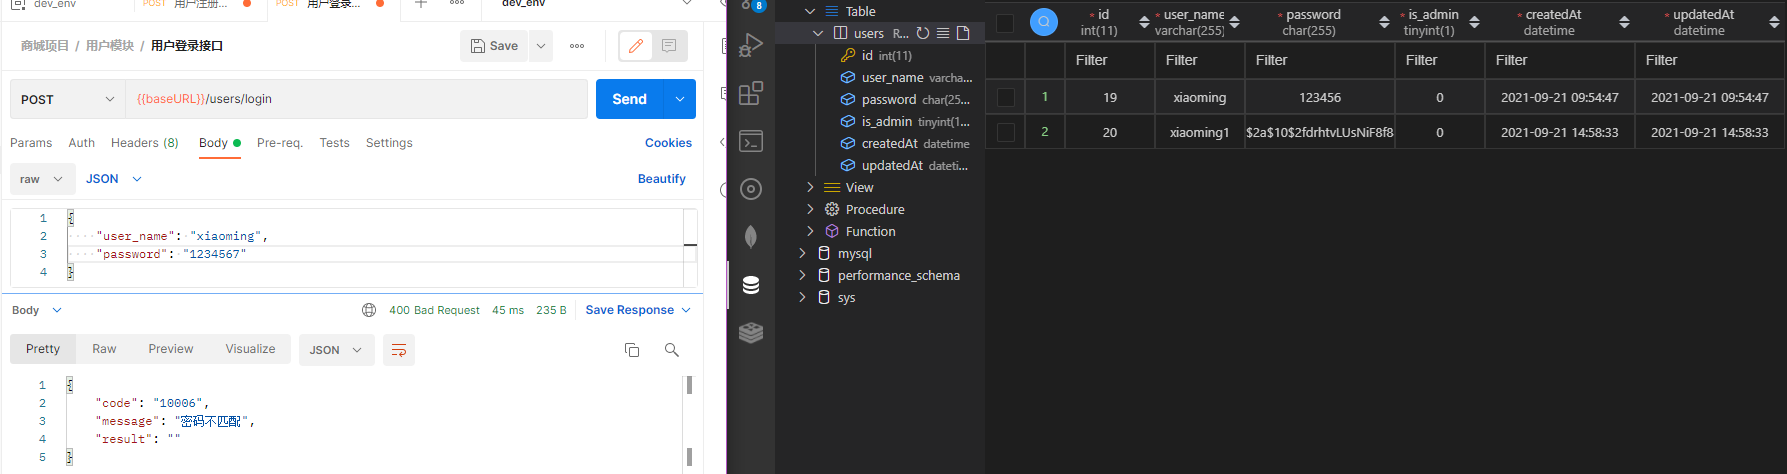 dev_env
POST 用户注册...
POST 用户登录...
dev_env
商城项目 / 用户模块 / 用户登录接口
Save
POST
{{baseURL}}/users/login
Send
Params Auth Headers (8) Body Pre-req. Tests Settings Cookies
raw JSON Beautify
1 {
2 "user_name": "xiaoming",
3 "password": "1234567"
4 }
Body 400 Bad Request 45 ms 235 B Save Response
Pretty Raw Preview Visualize JSON
1 {
2 "code": "10006",
3 "message": "密码不匹配",
4 "result": ""
5 }
8
Table
users R...
id int(11)
user_name varcha...
password char(25...
is_admin tinyint(1...
createdAt datetime
updatedAt dateti...
View
Procedure
Function
mysql
performance_schema
sys
* id * user_name * password * is_admin * createdAt * updatedAt
int(11) varchar(255) char(255) tinyint(1) datetime datetime
Filter Filter Filter Filter Filter Filter
1 19 xiaoming 123456 0 2021-09-21 09:54:47 2021-09-21 09:54:47
2 20 xiaoming1 $2a$10$2fdrhtvLUsNiF8f8 0 2021-09-21 14:58:33 2021-09-21 14:58:33